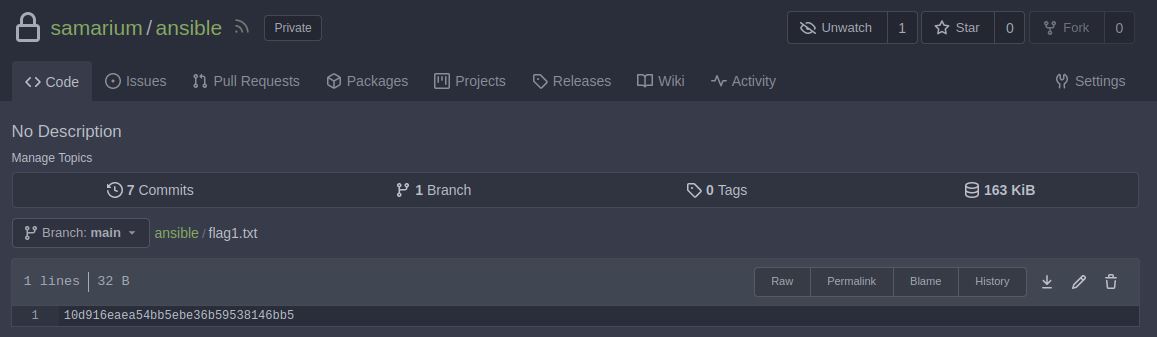 samarium / ansible Private Unwatch 1 Star 0 Fork 0
Code Issues Pull Requests Packages Projects Releases Wiki Activity Settings
No Description
Manage Topics
7 Commits 1 Branch 0 Tags 163 KiB
Branch: main ansible / flag1.txt
1 lines | 32 B Raw Permalink Blame History
1 10d916eaea54bb5ebe36b59538146bb5